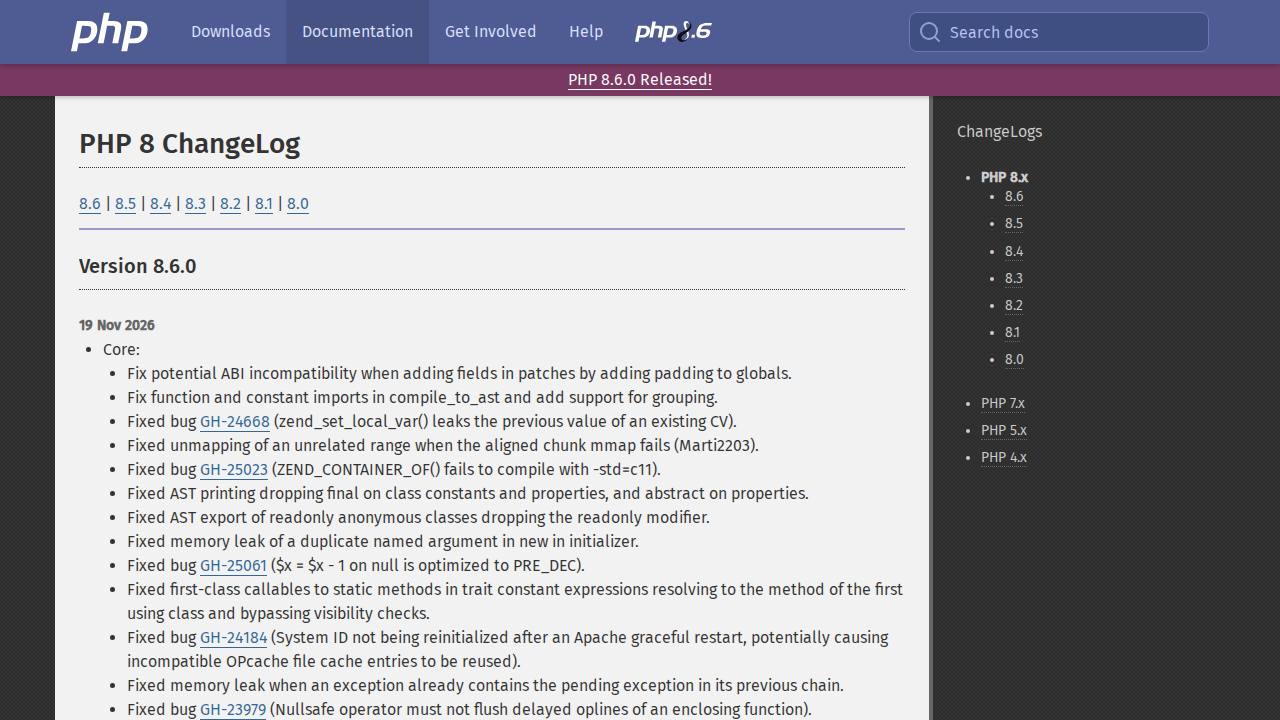 php
Downloads
Documentation
Get Involved
Help
php8.6
Search docs
PHP 8.6.0 Released!
PHP 8 ChangeLog
8.6 | 8.5 | 8.4 | 8.3 | 8.2 | 8.1 | 8.0
Version 8.6.0
19 Nov 2026
Core:
Fix potential ABI incompatibility when adding fields in patches by adding padding to globals.
Fix function and constant imports in compile_to_ast and add support for grouping.
Fixed bug GH-24668 (zend_set_local_var() leaks the previous value of an existing CV).
Fixed unmapping of an unrelated range when the aligned chunk mmap fails (Marti2203).
Fixed bug GH-25023 (ZEND_CONTAINER_OF() fails to compile with -std=c11).
Fixed AST printing dropping final on class constants and properties, and abstract on properties.
Fixed AST export of readonly anonymous classes dropping the readonly modifier.
Fixed memory leak of a duplicate named argument in new in initializer.
Fixed bug GH-25061 ($x = $x - 1 on null is optimized to PRE_DEC).
Fixed first-class callables to static methods in trait constant expressions resolving to the method of the first
using class and bypassing visibility checks.
Fixed bug GH-24184 (System ID not being reinitialized after an Apache graceful restart, potentially causing
incompatible OPcache file cache entries to be reused).
Fixed memory leak when an exception already contains the pending exception in its previous chain.
Fixed bug GH-23979 (Nullsafe operator must not flush delayed oplines of an enclosing function).
ChangeLogs
PHP 8.x
8.6
8.5
8.4
8.3
8.2
8.1
8.0
PHP 7.x
PHP 5.x
PHP 4.x